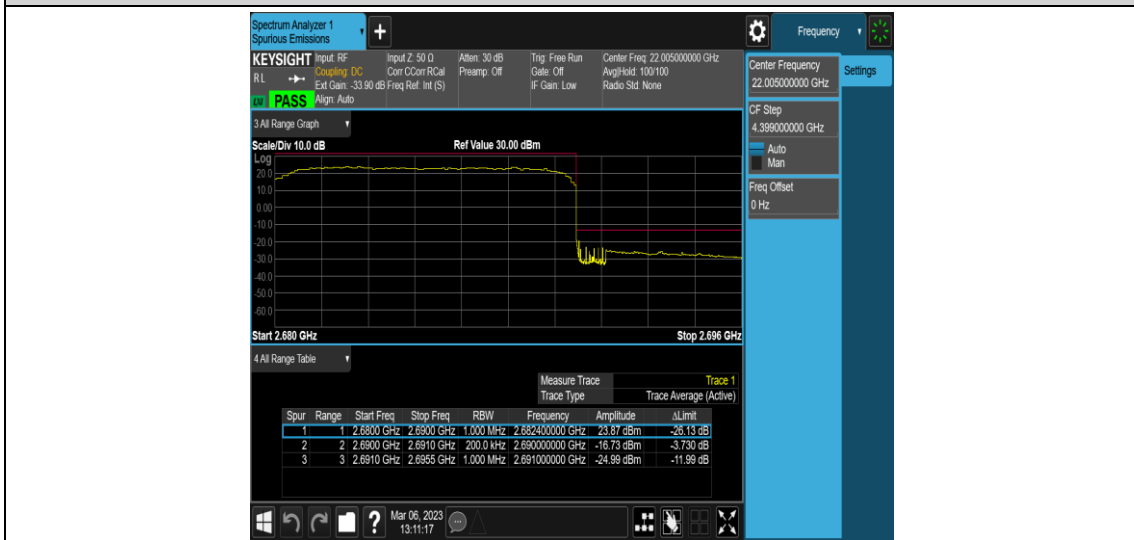 Spectrum Analyzer 1
Spurious Emissions
Frequency
KEYSIGHT
RL
PASS
Input: RF
Coupling: DC
Ext Gain: -33.90 dB
Align: Auto
Input Z: 50 Ω
Corr CCorr RCal
Freq Ref: Int (S)
Atten: 30 dB
Preamp: Off
Trig: Free Run
Gate: Off
IF Gain: Low
Center Freq: 22.005000000 GHz
Avg|Hold: 100/100
Radio Std: None
Center Frequency
22.005000000 GHz
Settings
CF Step
4.399000000 GHz
Auto
Man
Freq Offset
0 Hz
3 All Range Graph
Scale/Div 10.0 dB
Ref Value 30.00 dBm
Log
20.0
10.0
0.00
-10.0
-20.0
-30.0
-40.0
-50.0
-60.0
Start 2.680 GHz
Stop 2.696 GHz
4 All Range Table
Measure Trace Trace 1
Trace Type Trace Average (Active)
Spur Range Start Freq Stop Freq RBW Frequency Amplitude ΔLimit
1 1 2.6800 GHz 2.6900 GHz 1.000 MHz 2.682400000 GHz 23.87 dBm -26.13 dB
2 2 2.6900 GHz 2.6910 GHz 200.0 kHz 2.690000000 GHz -16.73 dBm -3.730 dB
3 3 2.6910 GHz 2.6955 GHz 1.000 MHz 2.691000000 GHz -24.99 dBm -11.99 dB
Mar 06, 2023
13:11:17